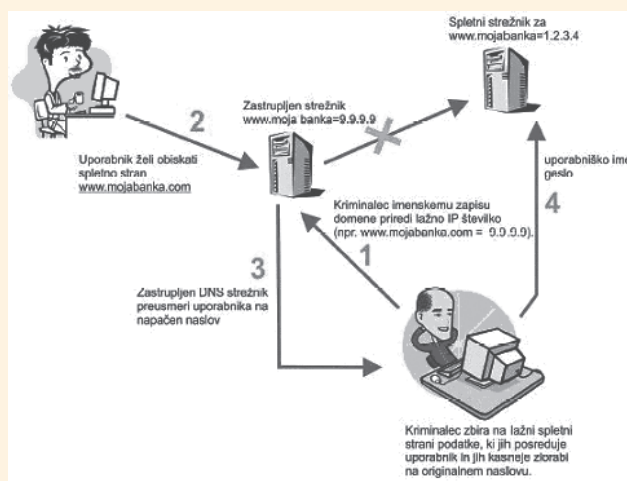 Spletni strežnik za
www.mojabanka=1.2.3.4
Zastrupljen strežnik
www.moja banka=9.9.9.9
2
Uporabnik želi obiskati
spletno stran
www.mojabanka.com
uporabniško ime
geslo
4
Kriminalec imenskemu zapisu
domene priredi lažno IP številko
(npr. www.mojabanka.com = 9.9.9.9).
1
3
Zastrupljen DNS strežnik
preusmeri uporabnika na
napačen naslov
Kriminalec zbira na lažni spletni
strani podatke, ki jih posreduje
uporabnik in jih kasneje zlorabi
na originalnem naslovu.